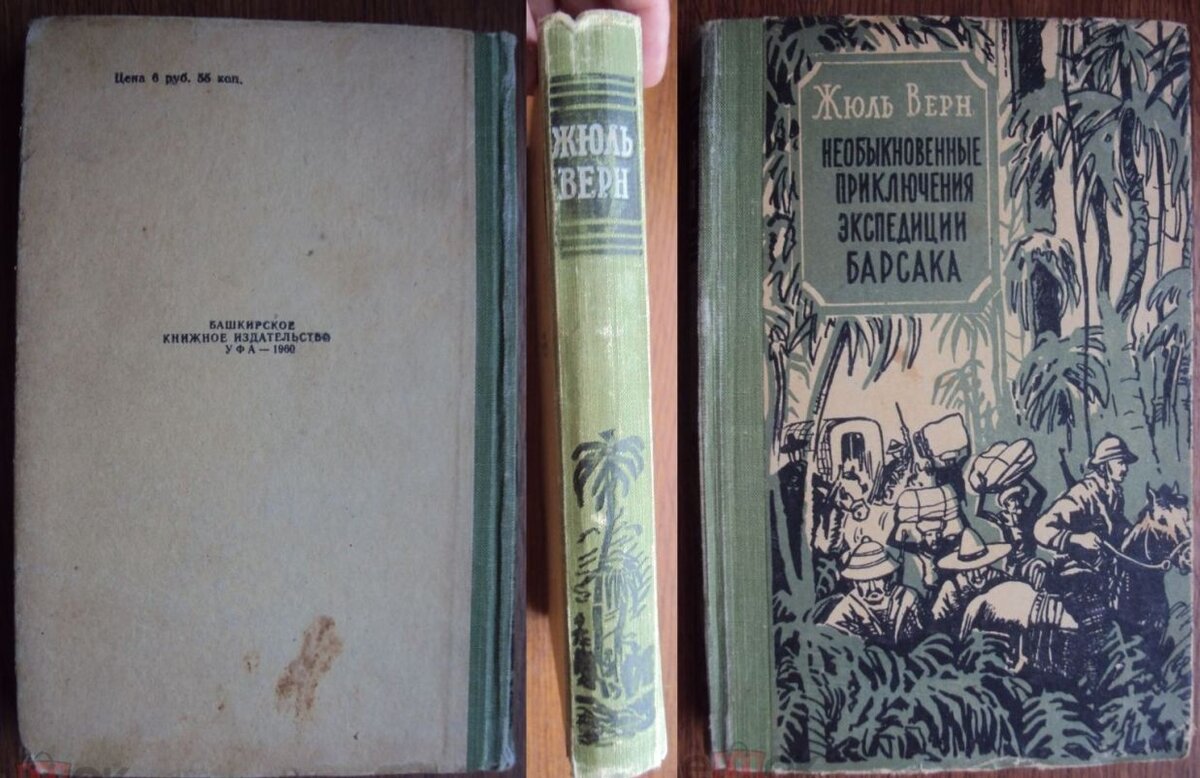 Цена 6 руб. 55 коп.
БАШКИРСКОЕ
КНИЖНОЕ ИЗДАТЕЛЬСТВО
УФА — 1960
ЖЮЛЬ
ВЕРН
ЖЮЛЬ ВЕРН
НЕОБЫКНОВЕННЫЕ
ПРИКЛЮЧЕНИЯ
ЭКСПЕДИЦИИ
БАРСАКА